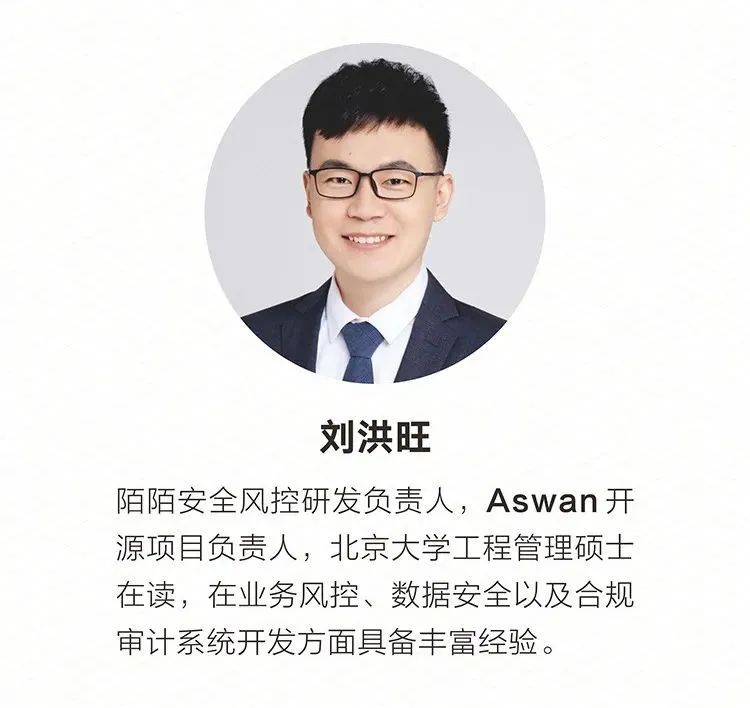 刘洪旺
陌陌安全风控研发负责人，Aswan 开
源项目负责人，北京大学工程管理硕士
在读，在业务风控、数据安全以及合规
审计系统开发方面具备丰富经验。